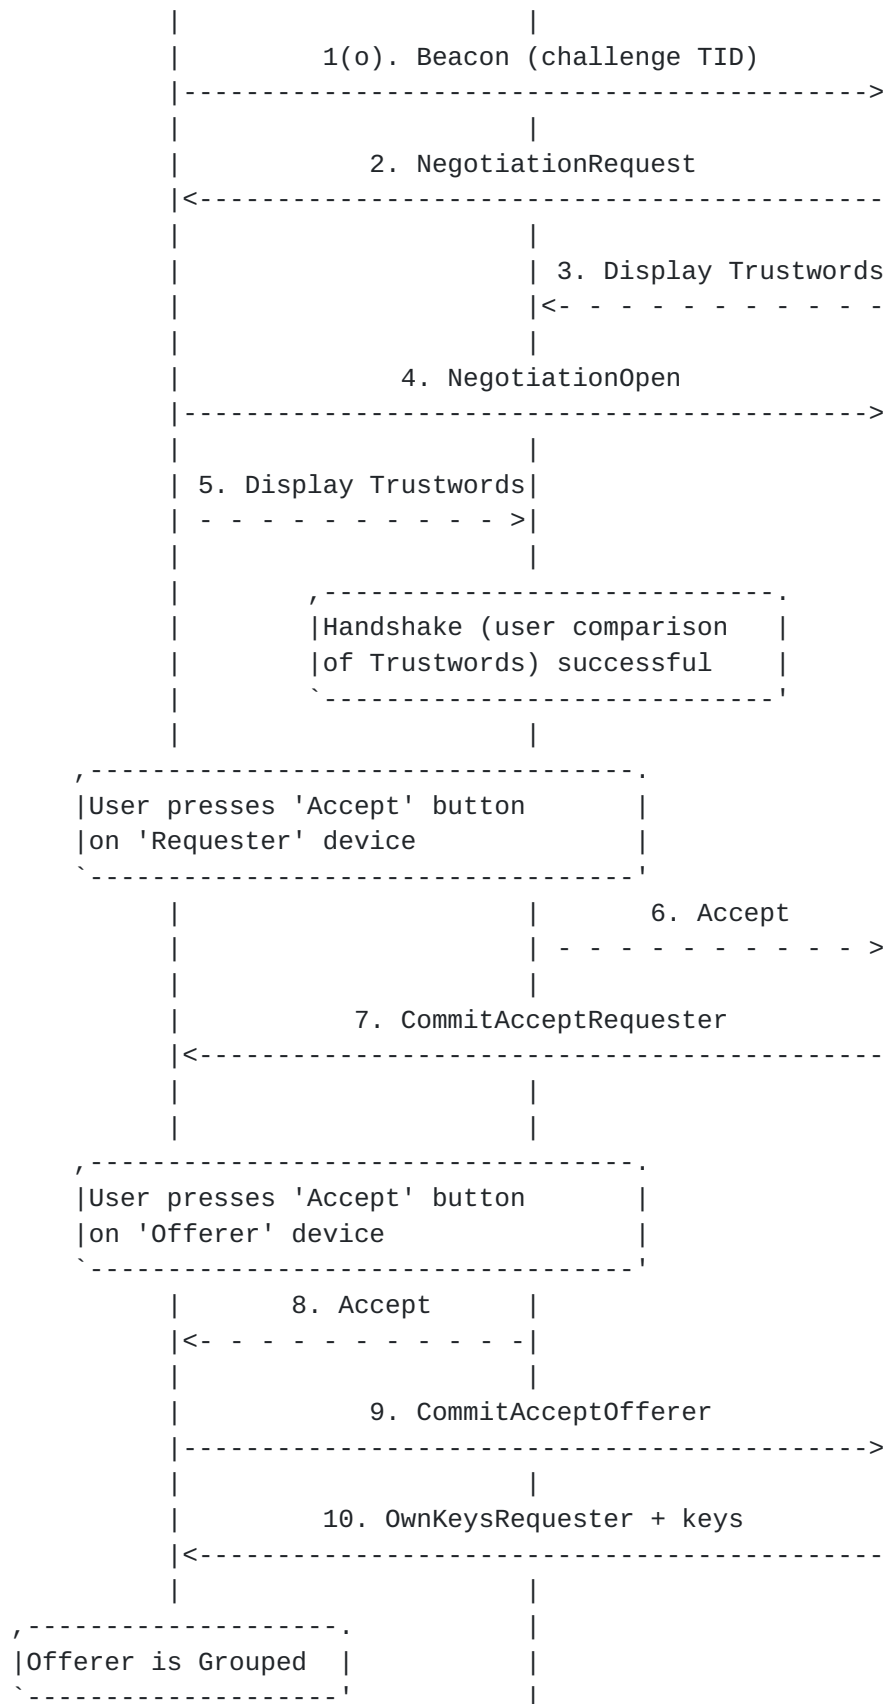 1(o). Beacon (challenge TID)
2. NegotiationRequest
3. Display Trustwords
4. NegotiationOpen
5. Display Trustwords
Handshake (user comparison
of Trustwords) successful
User presses 'Accept' button
on 'Requester' device
6. Accept
7. CommitAcceptRequester
User presses 'Accept' button
on 'Offerer' device
8. Accept
9. CommitAcceptOfferer
10. OwnKeysRequester + keys
Offerer is Grouped